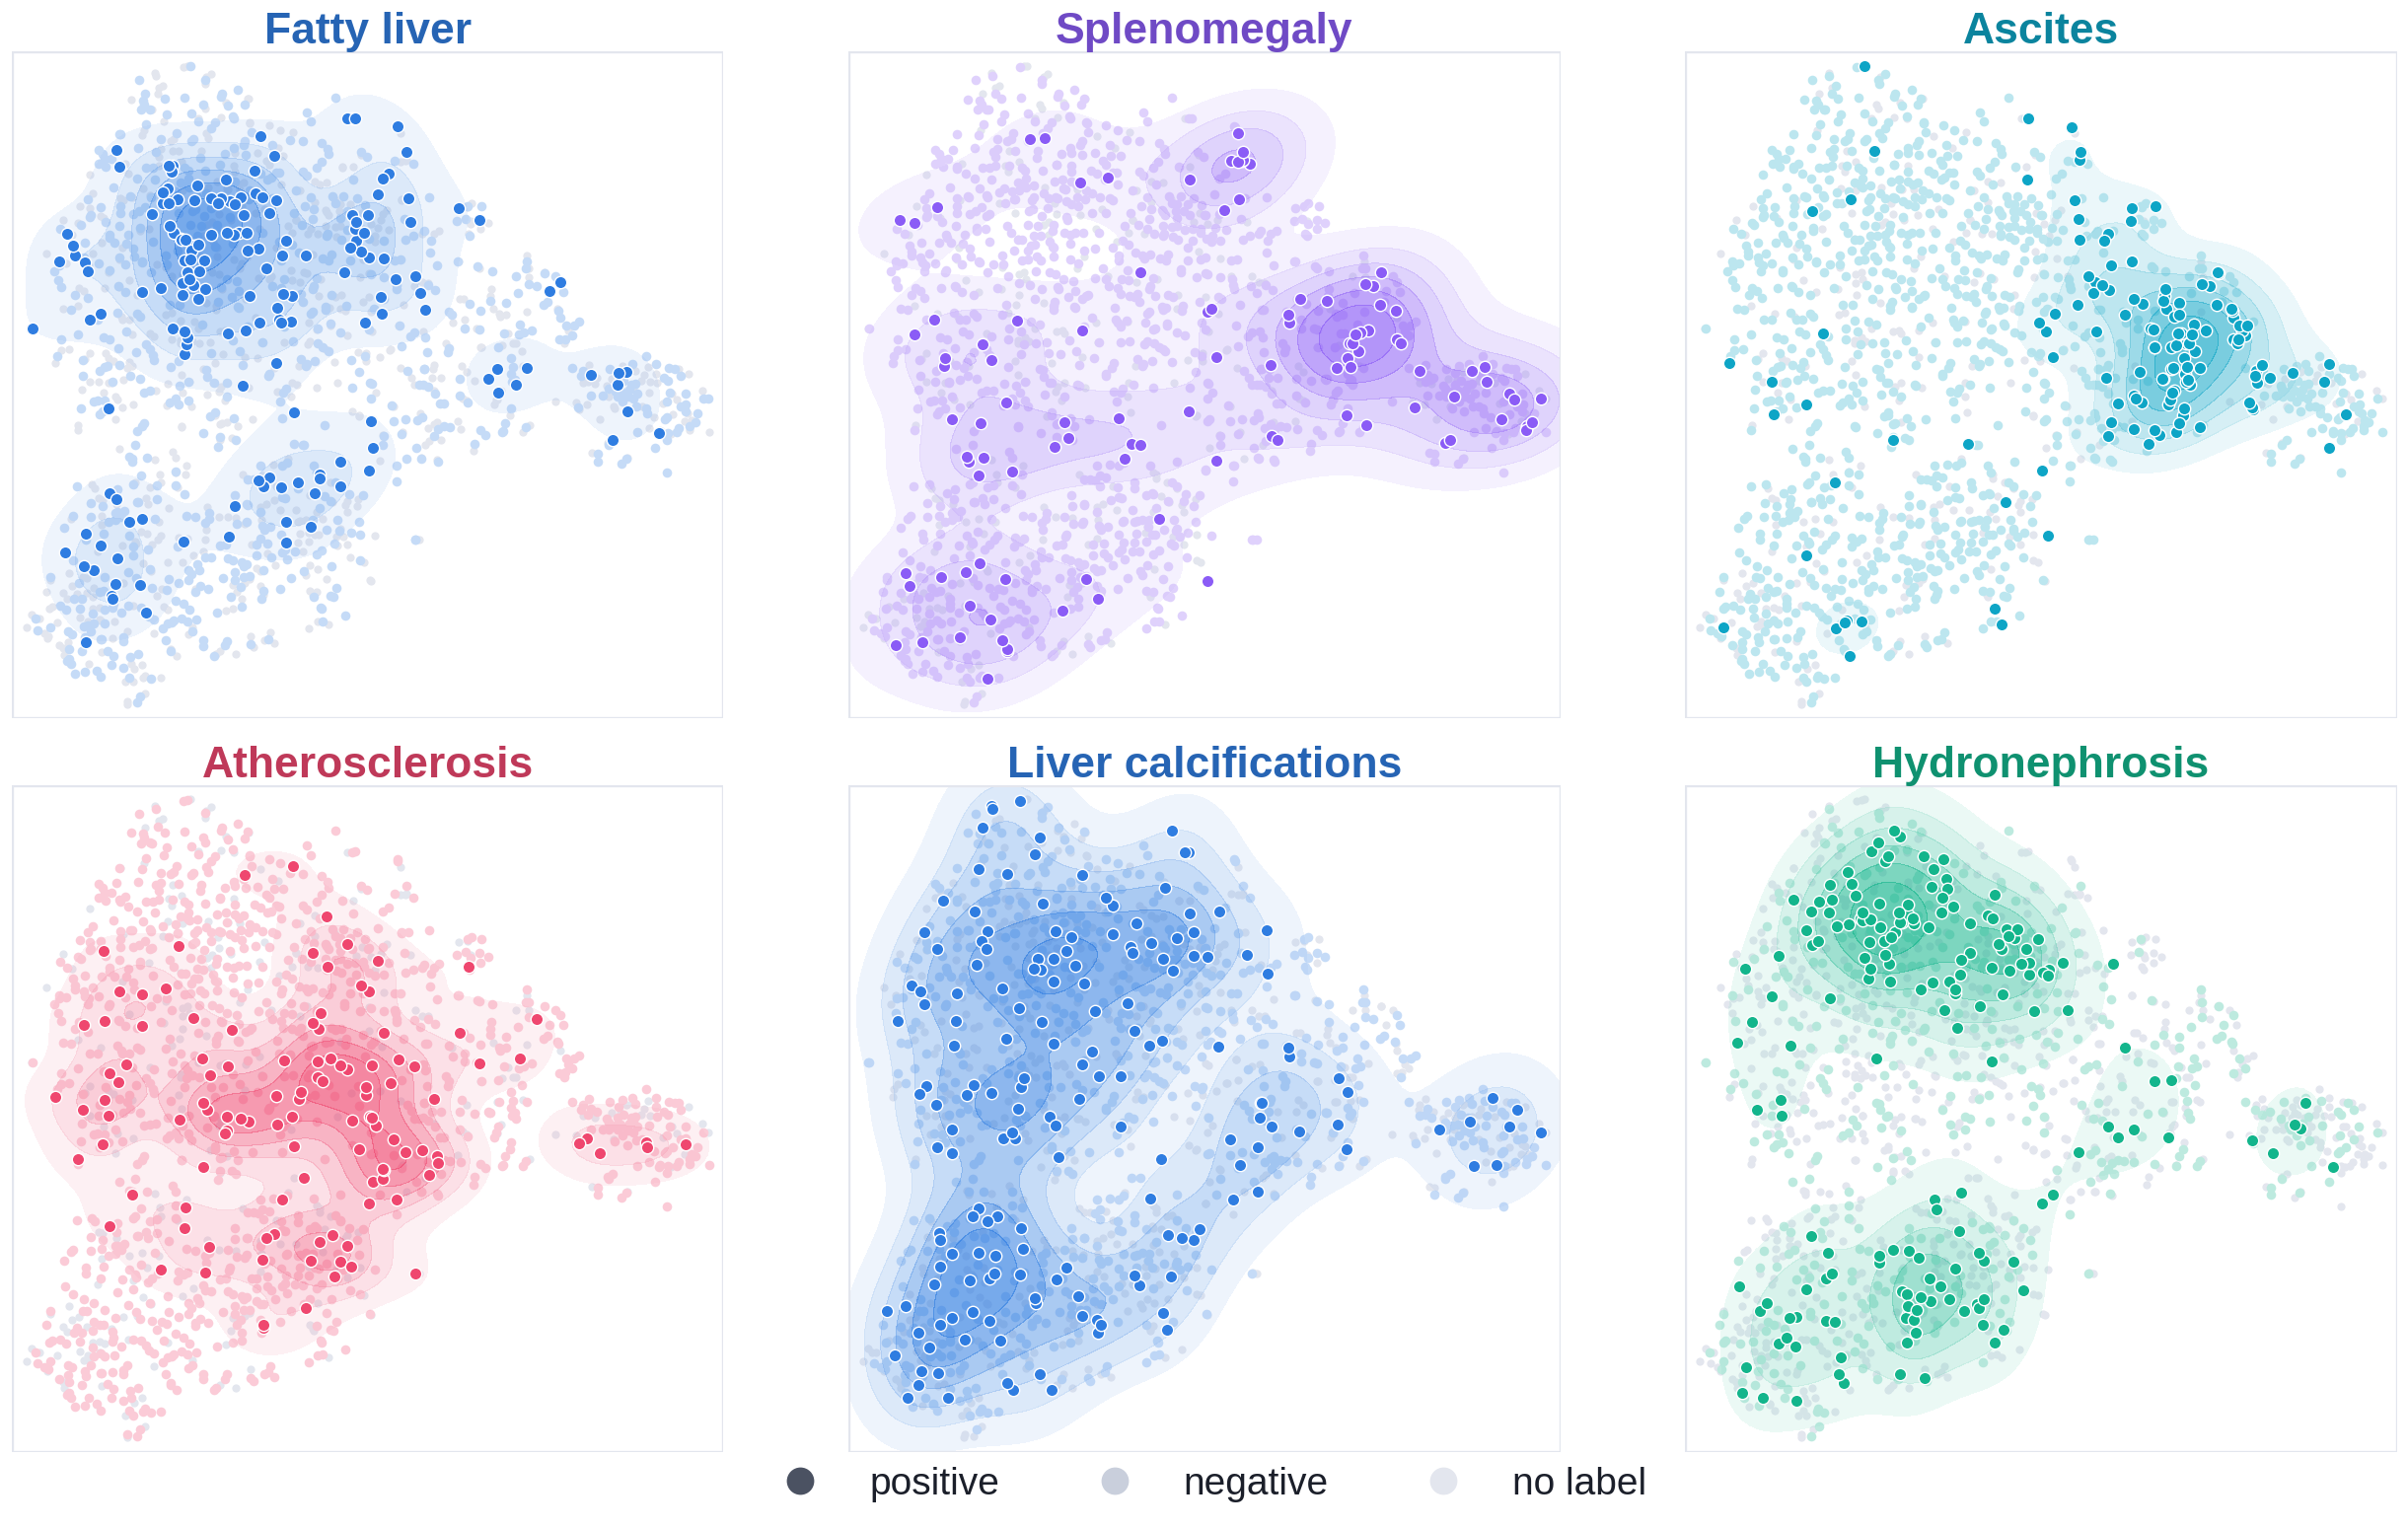 Fatty liver
Splenomegaly
Ascites
Atherosclerosis
Liver calcifications
Hydronephrosis
positive
negative
no label